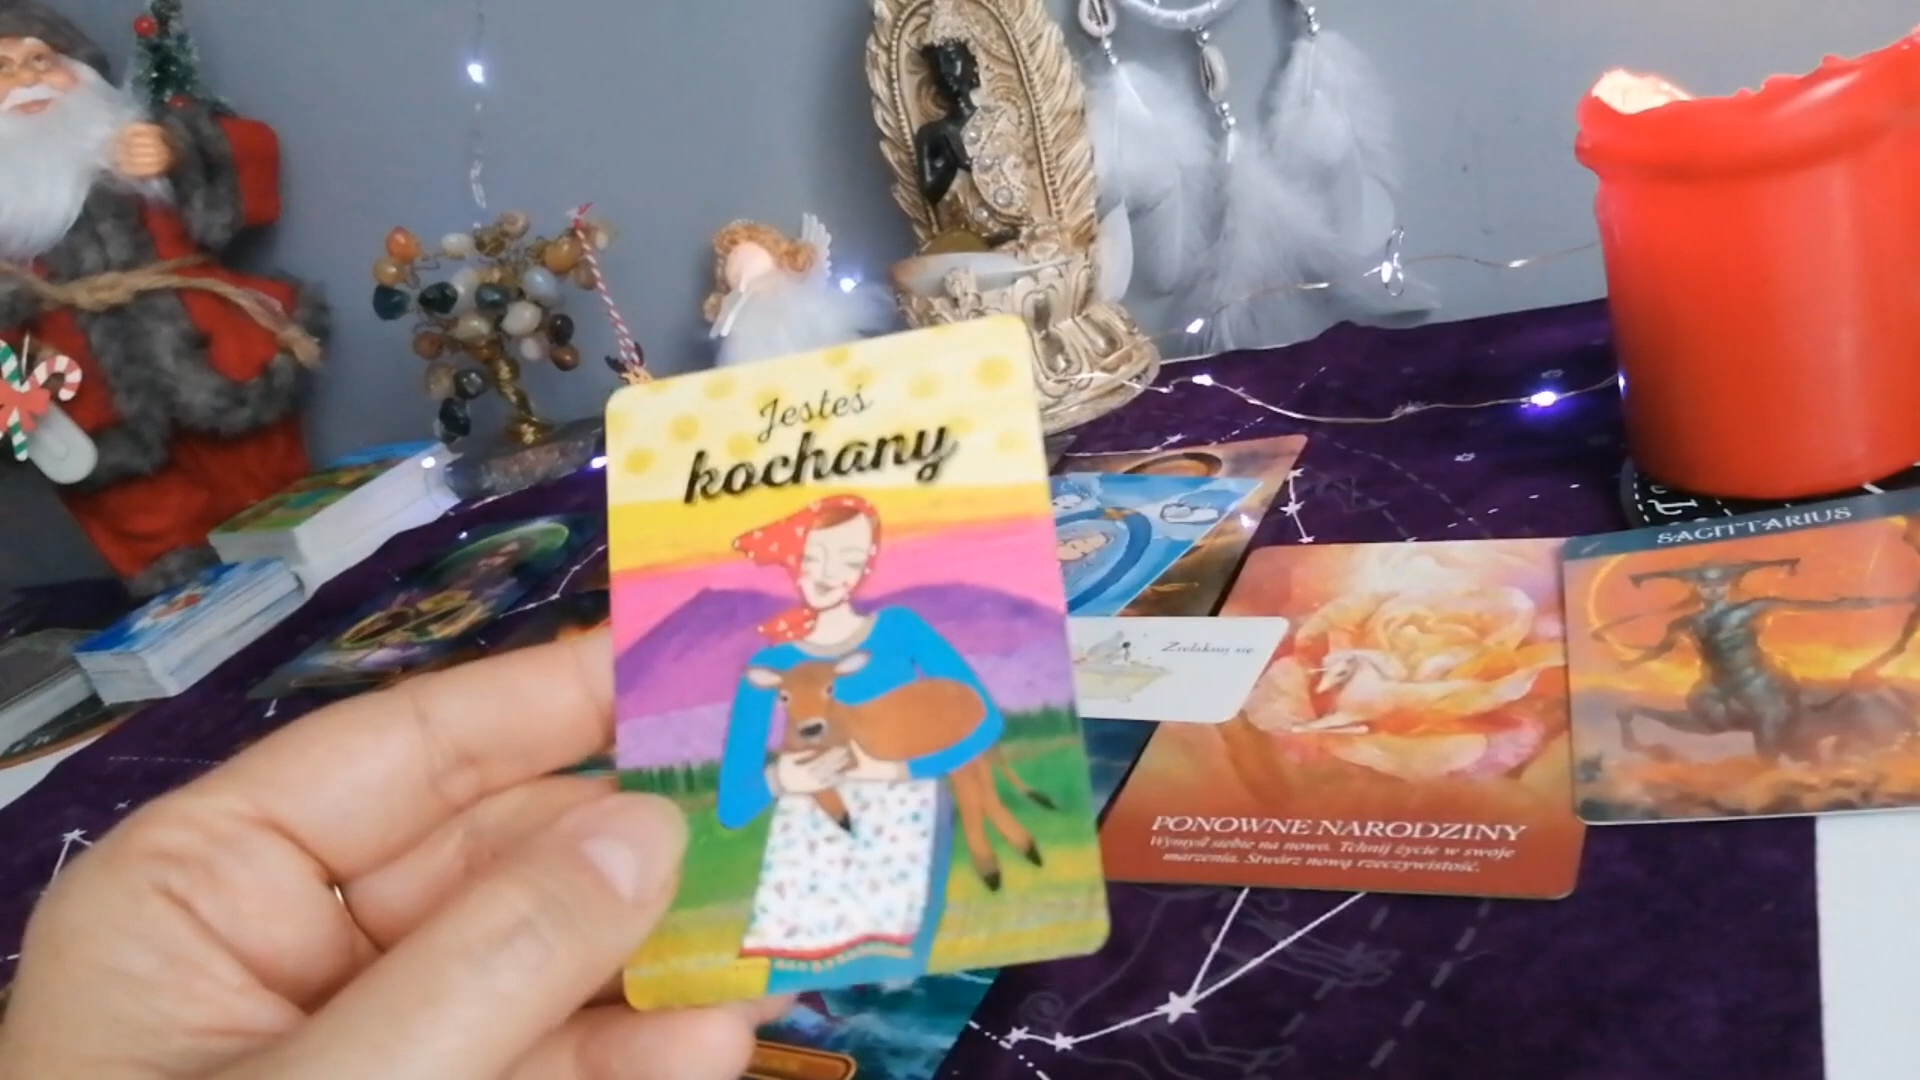 Jesteś
kochany
SAGITTARIUS
Zrelaksuj się
PONOWNE NARODZINY
Wymyśl siebie na nowo. Tchnij życie w swoje
marzenia. Stwórz nową rzeczywistość.